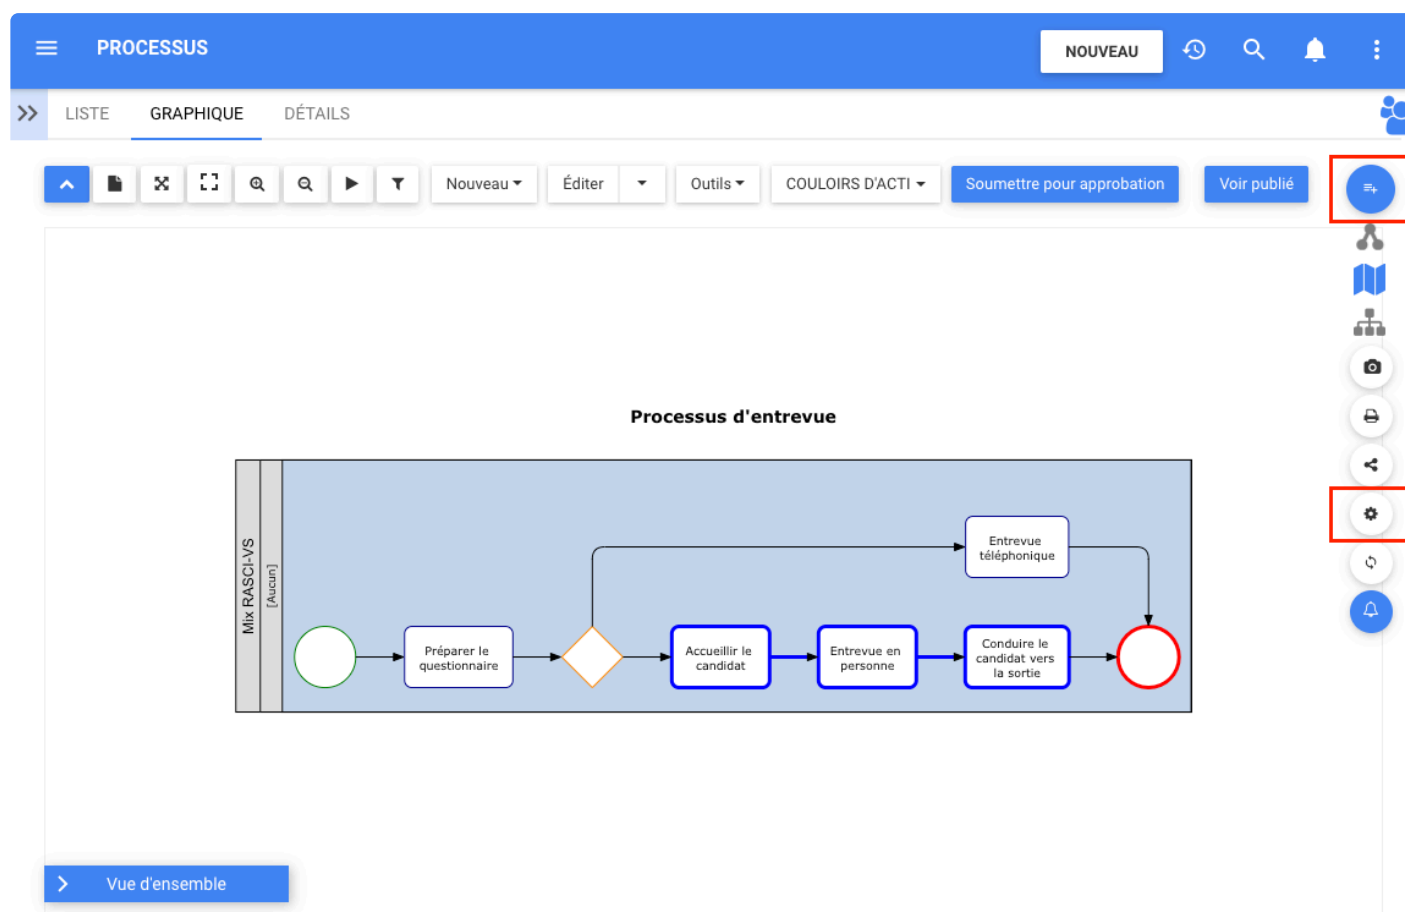 PROCESSUS
NOUVEAU
LISTE
GRAPHIQUE
DÉTAILS
Nouveau
Éditer
Outils
COULOIRS D'ACTI
Soumettre pour approbation
Voir publié
Processus d'entrevue
Mix RASCI-VS
[Aucun]
Entrevue
téléphonique
Préparer le
questionnaire
Accueillir le
candidat
Entrevue en
personne
Conduire le
candidat vers
la sortie
Vue d'ensemble